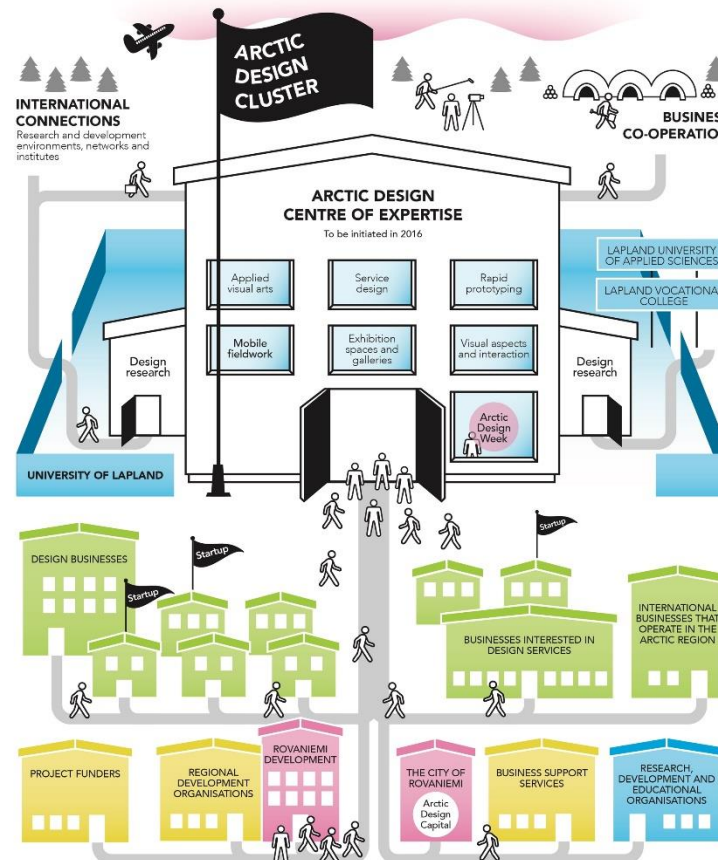 ARCTIC
DESIGN
CLUSTER
INTERNATIONAL
CONNECTIONS
Research and development
environments, networks and
institutes
BUSINES
CO-OPERATIO
ARCTIC DESIGN
CENTRE OF EXPERTISE
To be initiated in 2016
Applied
visual arts
Service
design
Rapid
prototyping
Mobile
fieldwork
Exhibition
spaces and
galleries
Visual aspects
and interaction
Arctic
Design
Week
Design
research
Design
research
LAPLAND UNIVERSITY
OF APPLIED SCIENCES
LAPLAND VOCATIONA
COLLEGE
UNIVERSITY OF LAPLAND
DESIGN BUSINESSES
Startup
Startup
Startup
BUSINESSES INTERESTED IN
DESIGN SERVICES
INTERNATIONAL
BUSINESSES THAT
OPERATE IN THE
ARCTIC REGION
PROJECT FUNDERS
REGIONAL
DEVELOPMENT
ORGANISATIONS
ROVANIEMI
DEVELOPMENT
THE CITY OF
ROVANIEMI
Arctic
Design
Capital
BUSINESS SUPPORT
SERVICES
RESEARCH,
DEVELOPMENT AND
EDUCATIONAL
ORGANISATIONS